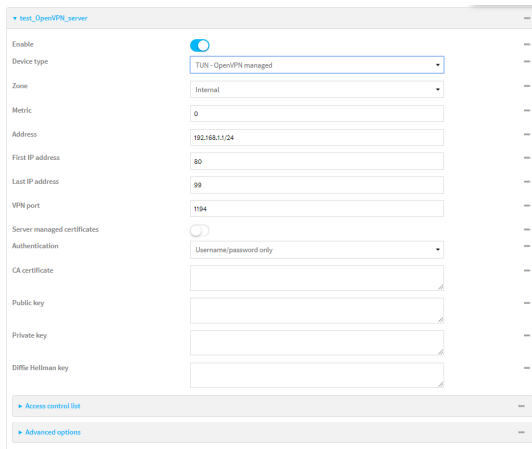 test_OpenVPN_server
Enable
Device type TUN - OpenVPN managed
Zone Internal
Metric 0
Address 192.168.1.1/24
First IP address 80
Last IP address 99
VPN port 1194
Server managed certificates
Authentication Username/password only
CA certificate
Public key
Private key
Diffie Hellman key
Access control list
Advanced options